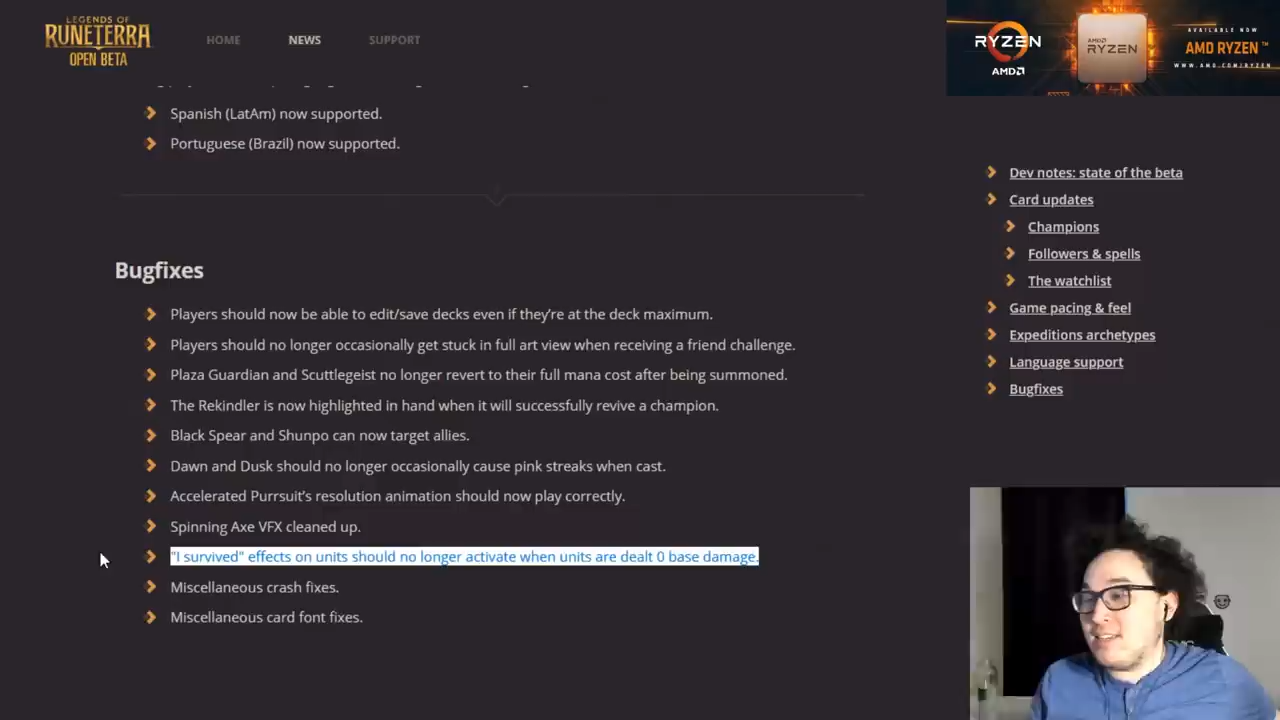 LEGENDS OF
RUNETERRA
OPEN BETA
HOME
NEWS
SUPPORT
RYZEN
AMD
AMD
RYZEN
AVAILABLE NOW
AMD RYZEN™
WWW.AMD.COM/RYZEN
Spanish (LatAm) now supported.
Portuguese (Brazil) now supported.
Bugfixes
Players should now be able to edit/save decks even if they're at the deck maximum.
Players should no longer occasionally get stuck in full art view when receiving a friend challenge.
Plaza Guardian and Scuttlegeist no longer revert to their full mana cost after being summoned.
The Rekindler is now highlighted in hand when it will successfully revive a champion.
Black Spear and Shunpo can now target allies.
Dawn and Dusk should no longer occasionally cause pink streaks when cast.
Accelerated Purrsuit's resolution animation should now play correctly.
Spinning Axe VFX cleaned up.
"I survived" effects on units should no longer activate when units are dealt 0 base damage.
Miscellaneous crash fixes.
Miscellaneous card font fixes.
Dev notes: state of the beta
Card updates
Champions
Followers & spells
The watchlist
Game pacing & feel
Expeditions archetypes
Language support
Bugfixes